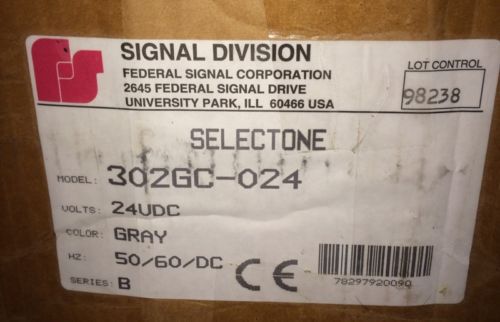 SIGNAL DIVISION
FEDERAL SIGNAL CORPORATION
2645 FEDERAL SIGNAL DRIVE
UNIVERSITY PARK, ILL 60466 USA
LOT CONTROL
98238
SELECTONE
MODEL: 302GC-024
VOLTS: 24VDC
COLOR: GRAY
HZ: 50/60/DC
SERIES: B
CE
78297920090